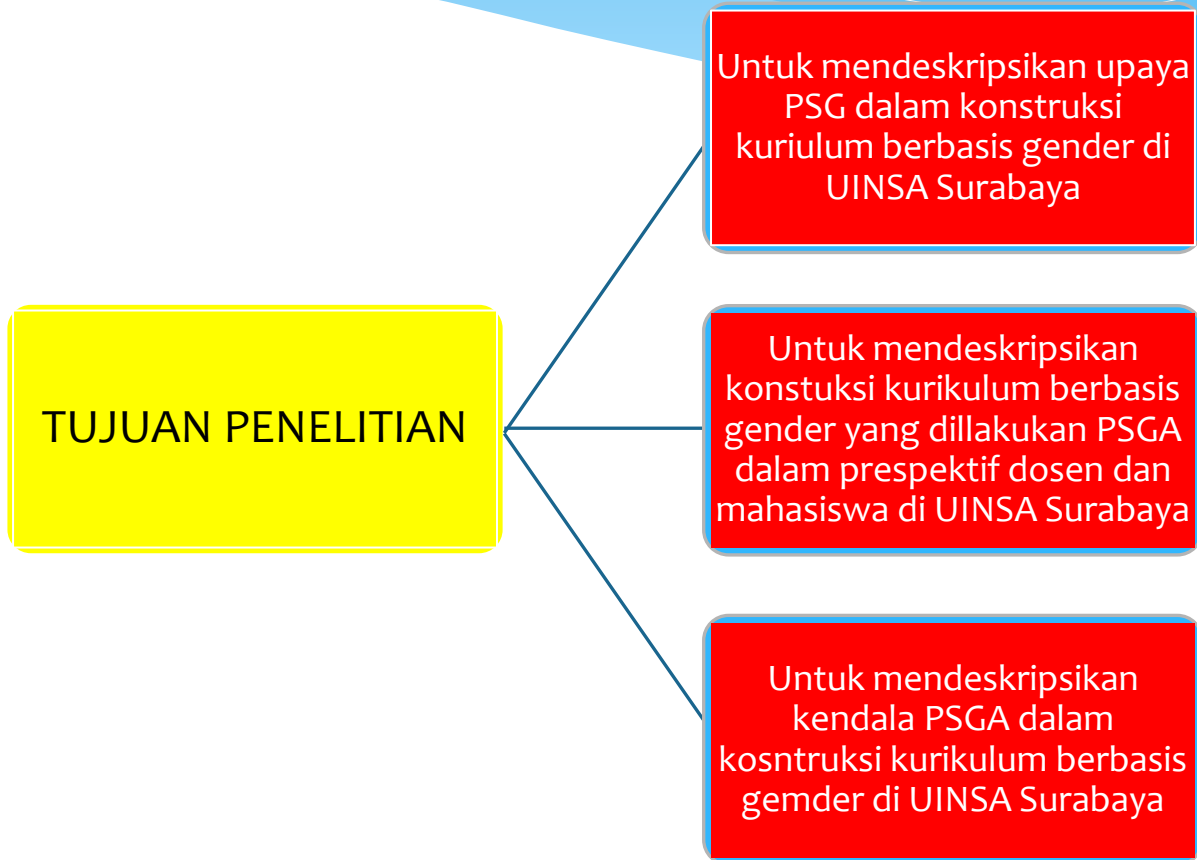 Untuk mendeskripsikan upaya
PSG dalam konstruksi
kuriulum berbasis gender di
UINSA Surabaya
TUJUAN PENELITIAN
Untuk mendeskripsikan
konstuksi kurikulum berbasis
gender yang dillakukan PSGA
dalam prespektif dosen dan
mahasiswa di UINSA Surabaya
Untuk mendeskripsikan
kendala PSGA dalam
kosntruksi kurikulum berbasis
gemder di UINSA Surabaya